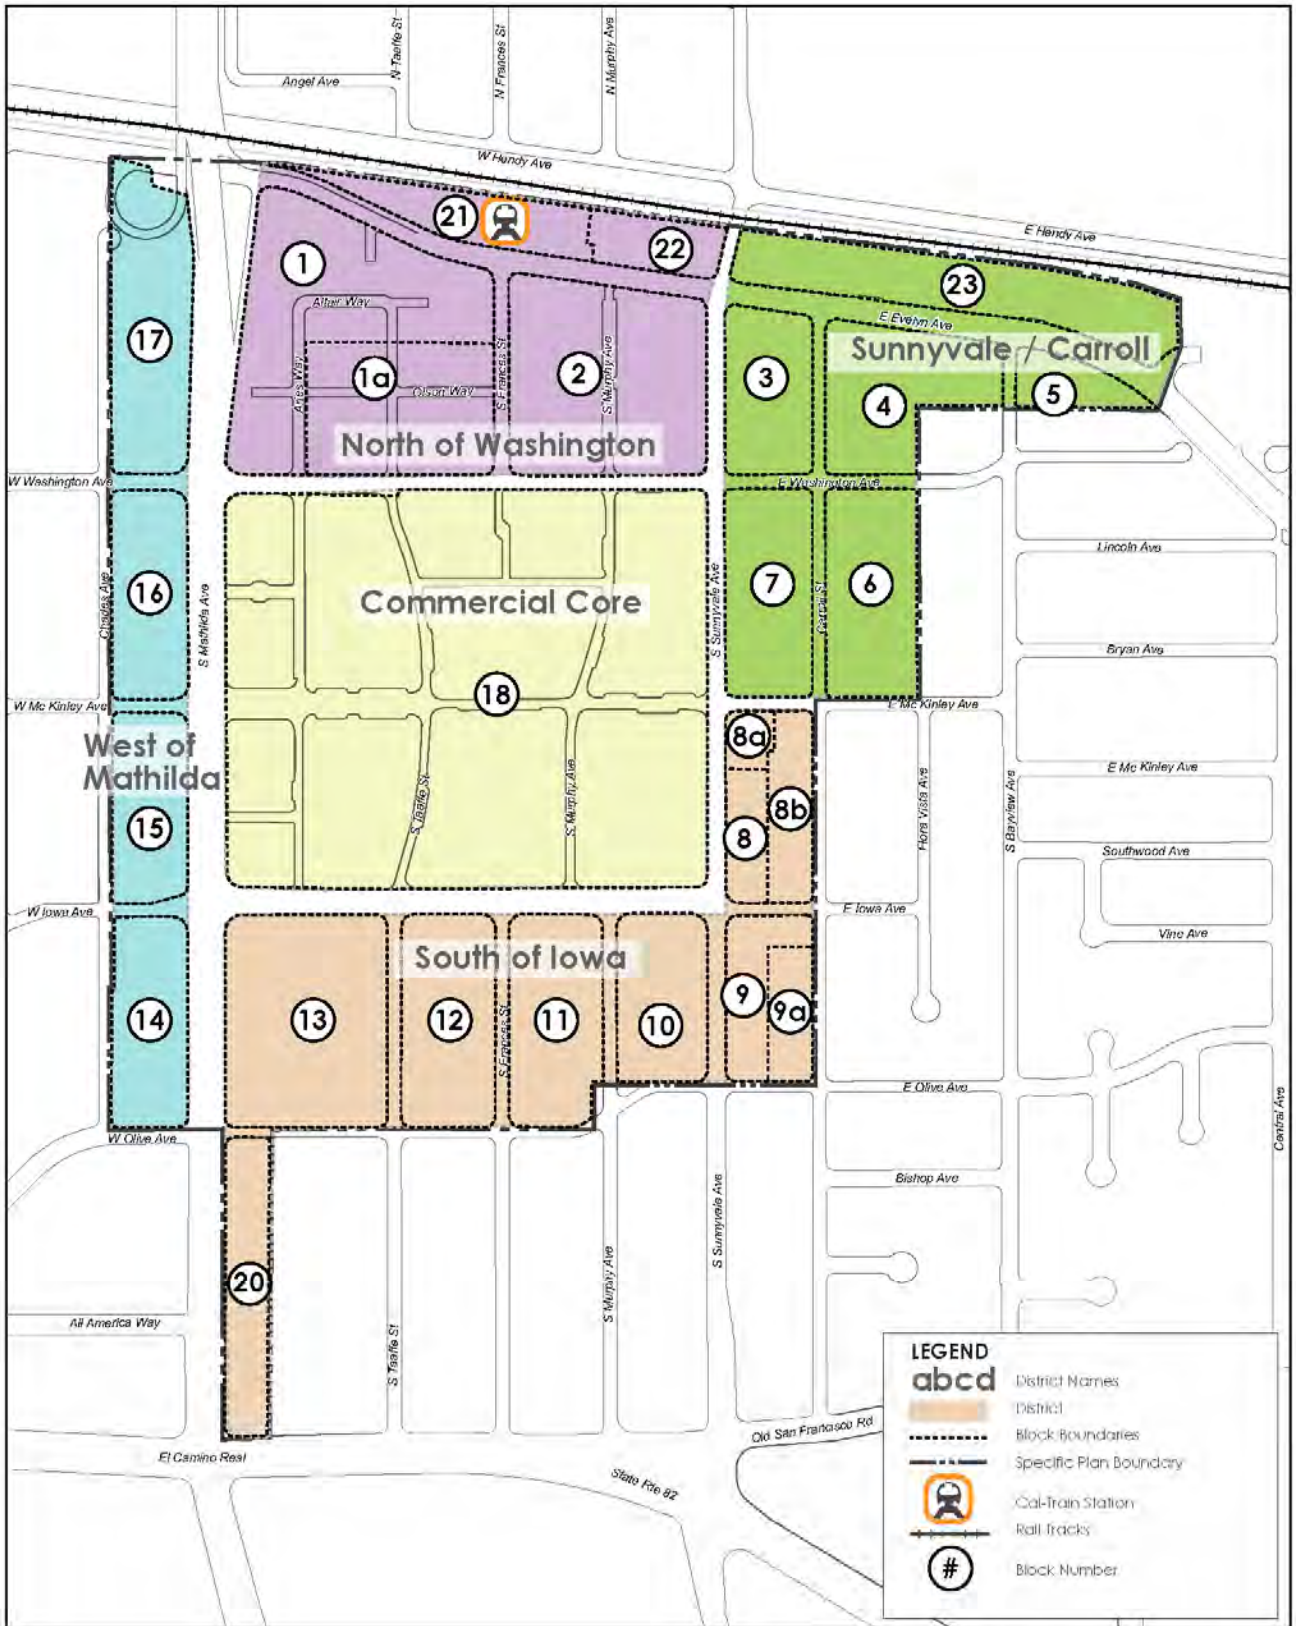 N Taaffe St
N Frances St
N Murphy Ave
Angel Ave
W Hendy Ave
E Hendy Ave
21
22
1
23
Altair Way
E Evelyn Ave
17
Sunnyvale / Carroll
S Frances St
S Murphy Ave
Aries Way
1a
2
3
4
5
Olson Way
North of Washington
W Washington Ave
E Washington Ave
Lincoln Ave
16
Charles Ave
S Mathilda Ave
Commercial Core
S Sunnyvale Ave
7
Carroll St
6
Bryan Ave
18
W Mc Kinley Ave
E Mc Kinley Ave
West of
Mathilda
8a
E Mc Kinley Ave
S Taaffe St
S Murphy Ave
8b
Flora Vista Ave
S Bayview Ave
15
8
Southwood Ave
W Iowa Ave
E Iowa Ave
Vine Ave
South of Iowa
14
13
12
S Frances St
11
10
9
9a
E Olive Ave
Central Ave
W Olive Ave
Bishop Ave
S Sunnyvale Ave
20
S Murphy Ave
All America Way
S Taaffe St
Old San Francisco Rd
El Camino Real
State Rte 82
LEGEND
abcd District Names
District
Block Boundaries
Specific Plan Boundary
Cal-Train Station
Rail Tracks
# Block Number